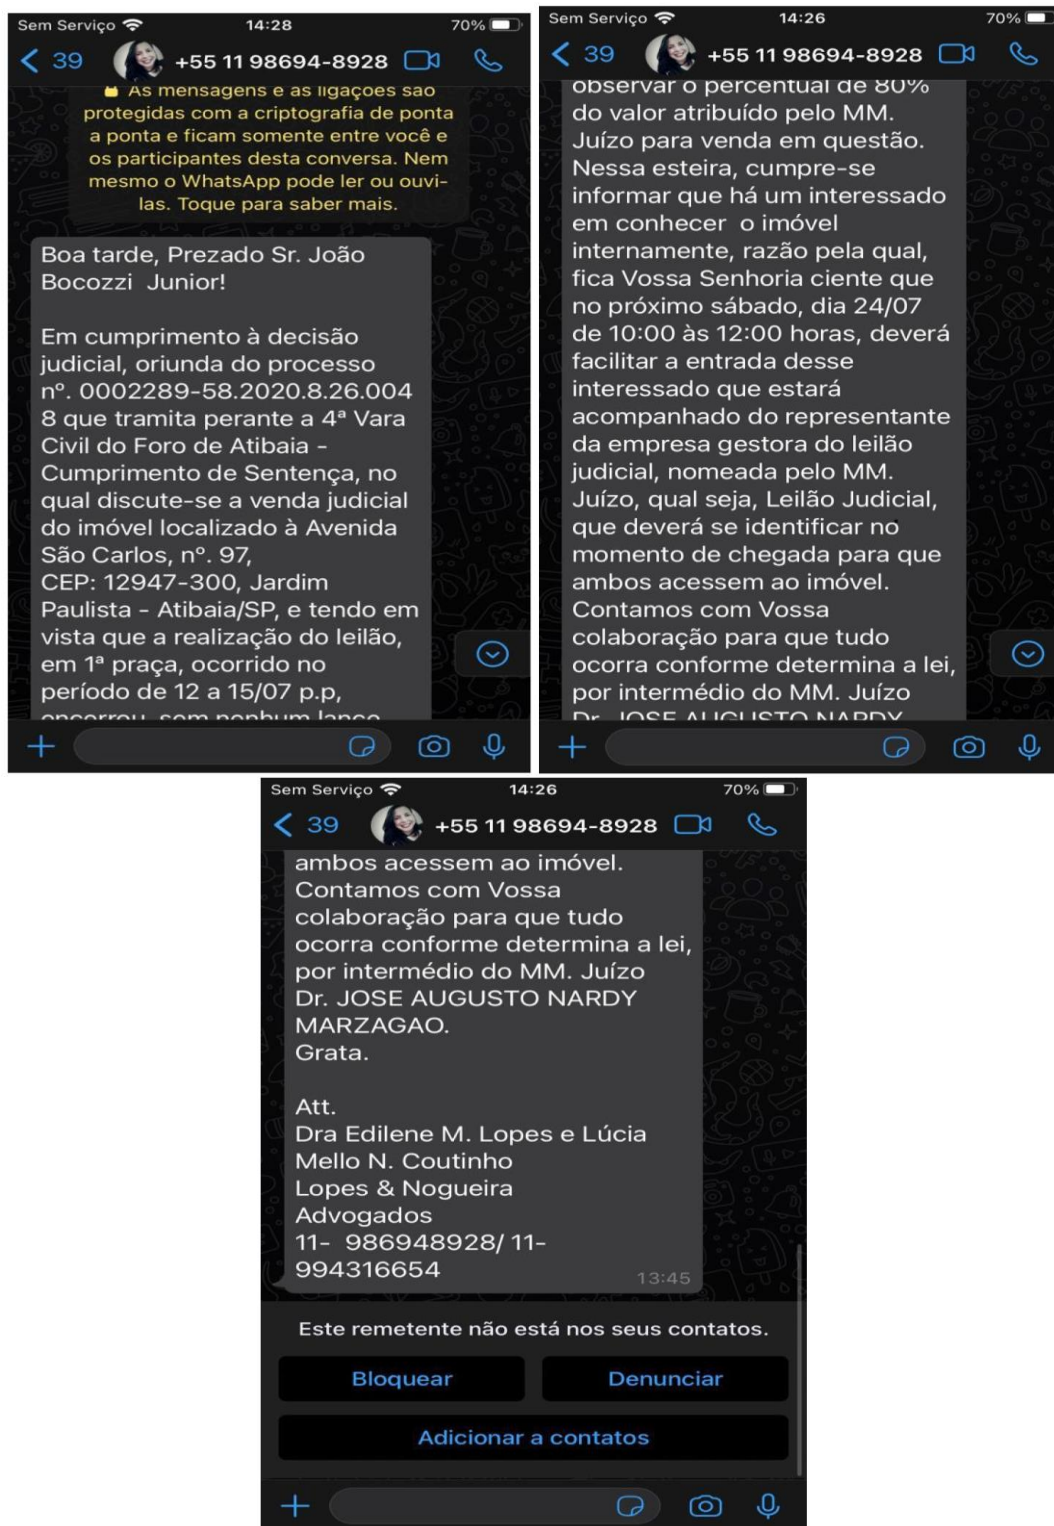 Sem Serviço 14:28 70%
39 +55 11 98694-8928
As mensagens e as ligações são
protegidas com a criptografia de ponta
a ponta e ficam somente entre você e
os participantes desta conversa. Nem
mesmo o WhatsApp pode ler ou ouvi-
las. Toque para saber mais.
Boa tarde, Prezado Sr. João
Bocozzi Junior!
Em cumprimento à decisão
judicial, oriunda do processo
nº. 0002289-58.2020.8.26.004
8 que tramita perante a 4ª Vara
Civil do Foro de Atibaia -
Cumprimento de Sentença, no
qual discute-se a venda judicial
do imóvel localizado à Avenida
São Carlos, nº. 97,
CEP: 12947-300, Jardim
Paulista - Atibaia/SP, e tendo em
vista que a realização do leilão,
em 1ª praça, ocorrido no
período de 12 a 15/07 p.p,
encerrou, sem nenhum lance
Sem Serviço 14:26 70%
39 +55 11 98694-8928
observar o percentual de 80%
do valor atribuído pelo MM.
Juízo para venda em questão.
Nessa esteira, cumpre-se
informar que há um interessado
em conhecer o imóvel
internamente, razão pela qual,
fica Vossa Senhoria ciente que
no próximo sábado, dia 24/07
de 10:00 às 12:00 horas, deverá
facilitar a entrada desse
interessado que estará
acompanhado do representante
da empresa gestora do leilão
judicial, nomeada pelo MM.
Juízo, qual seja, Leilão Judicial,
que deverá se identificar no
momento de chegada para que
ambos acessem ao imóvel.
Contamos com Vossa
colaboração para que tudo
ocorra conforme determina a lei,
por intermédio do MM. Juízo
Dr. JOSE AUGUSTO NARDY
Sem Serviço 14:26 70%
39 +55 11 98694-8928
ambos acessem ao imóvel.
Contamos com Vossa
colaboração para que tudo
ocorra conforme determina a lei,
por intermédio do MM. Juízo
Dr. JOSE AUGUSTO NARDY
MARZAGAO.
Grata.
Att.
Dra Edilene M. Lopes e Lúcia
Mello N. Coutinho
Lopes & Nogueira
Advogados
11- 986948928/ 11-
994316654 13:45
Este remetente não está nos seus contatos.
Bloquear Denunciar
Adicionar a contatos